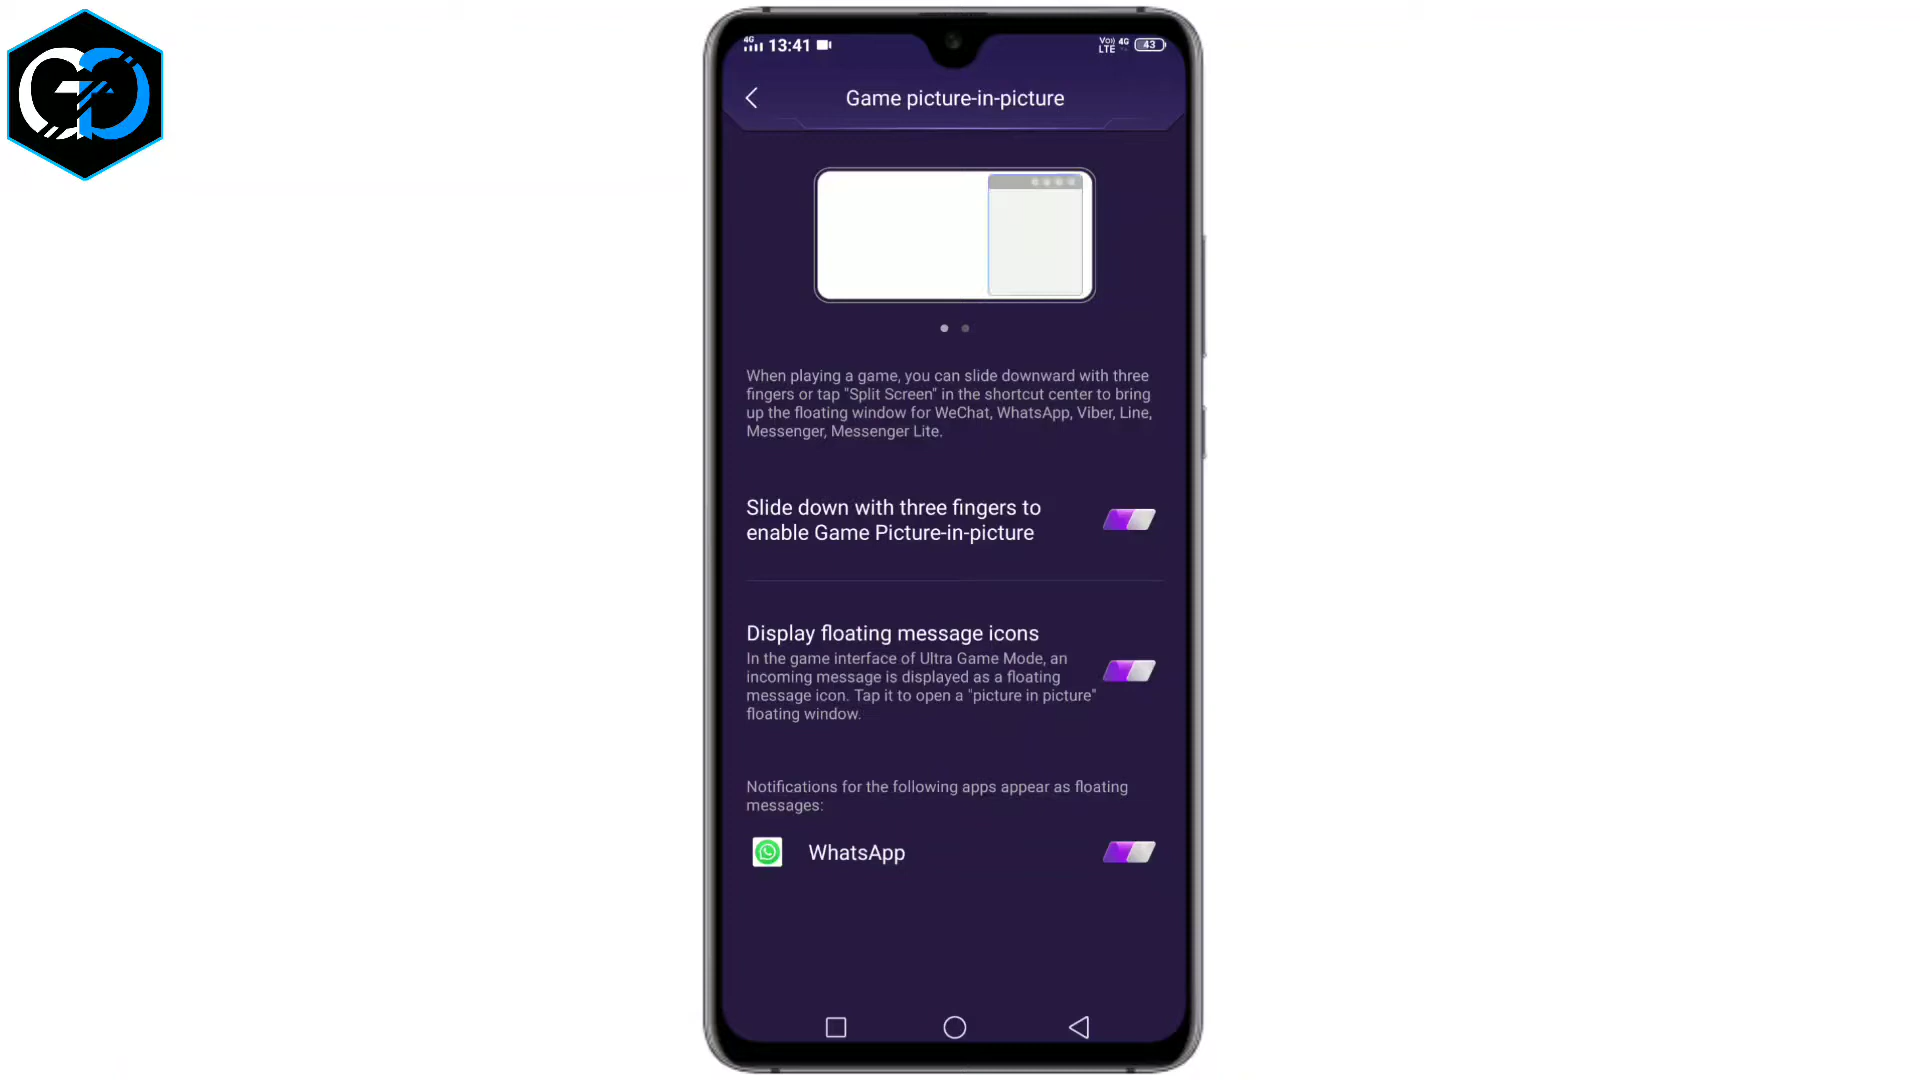 4G 13:41
VoLTE 4G 43
Game picture-in-picture
When playing a game, you can slide downward with three
fingers or tap "Split Screen" in the shortcut center to bring
up the floating window for WeChat, WhatsApp, Viber, Line,
Messenger, Messenger Lite.
Slide down with three fingers to
enable Game Picture-in-picture
Display floating message icons
In the game interface of Ultra Game Mode, an
incoming message is displayed as a floating
message icon. Tap it to open a "picture in picture"
floating window.
Notifications for the following apps appear as floating
messages:
WhatsApp